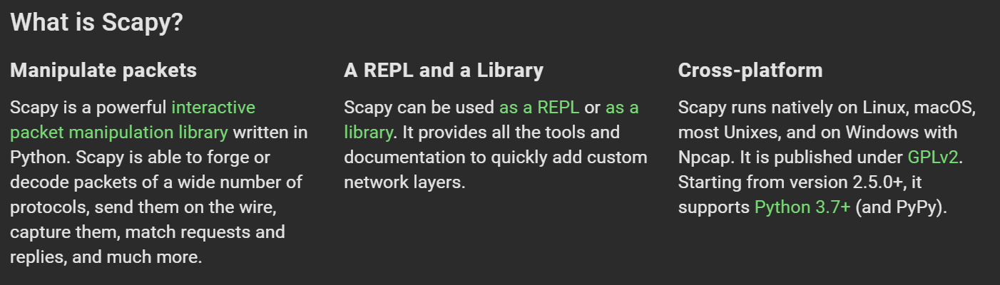 What is Scapy?
Manipulate packets
Scapy is a powerful interactive
packet manipulation library written in
Python. Scapy is able to forge or
decode packets of a wide number of
protocols, send them on the wire,
capture them, match requests and
replies, and much more.
A REPL and a Library
Scapy can be used as a REPL or as a
library. It provides all the tools and
documentation to quickly add custom
network layers.
Cross-platform
Scapy runs natively on Linux, macOS,
most Unixes, and on Windows with
Npcap. It is published under GPLv2.
Starting from version 2.5.0+, it
supports Python 3.7+ (and PyPy).